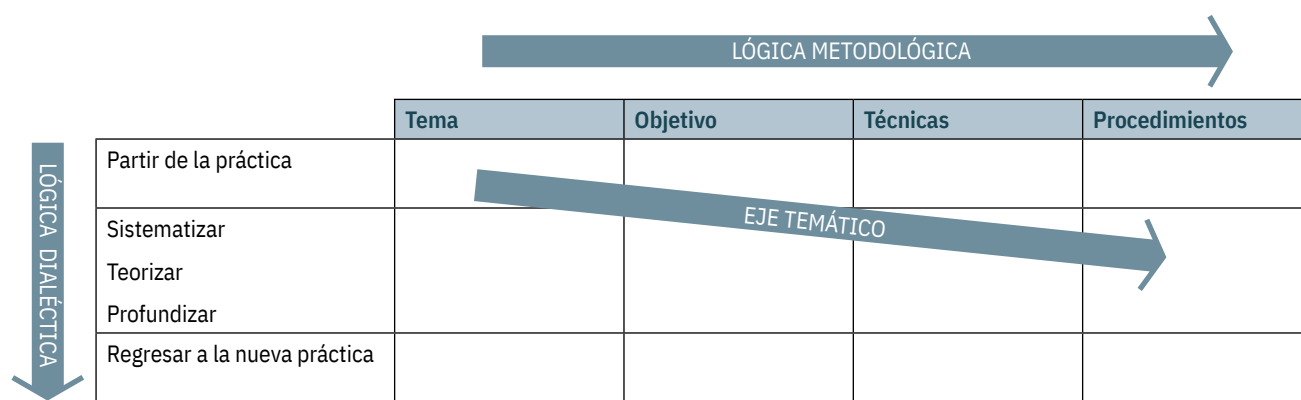 LÓGICA METODOLÓGICA
Tema Objetivo Técnicas Procedimientos
LÓGICA DIALÉCTICA
Partir de la práctica
EJE TEMÁTICO
Sistematizar
Teorizar
Profundizar
Regresar a la nueva práctica